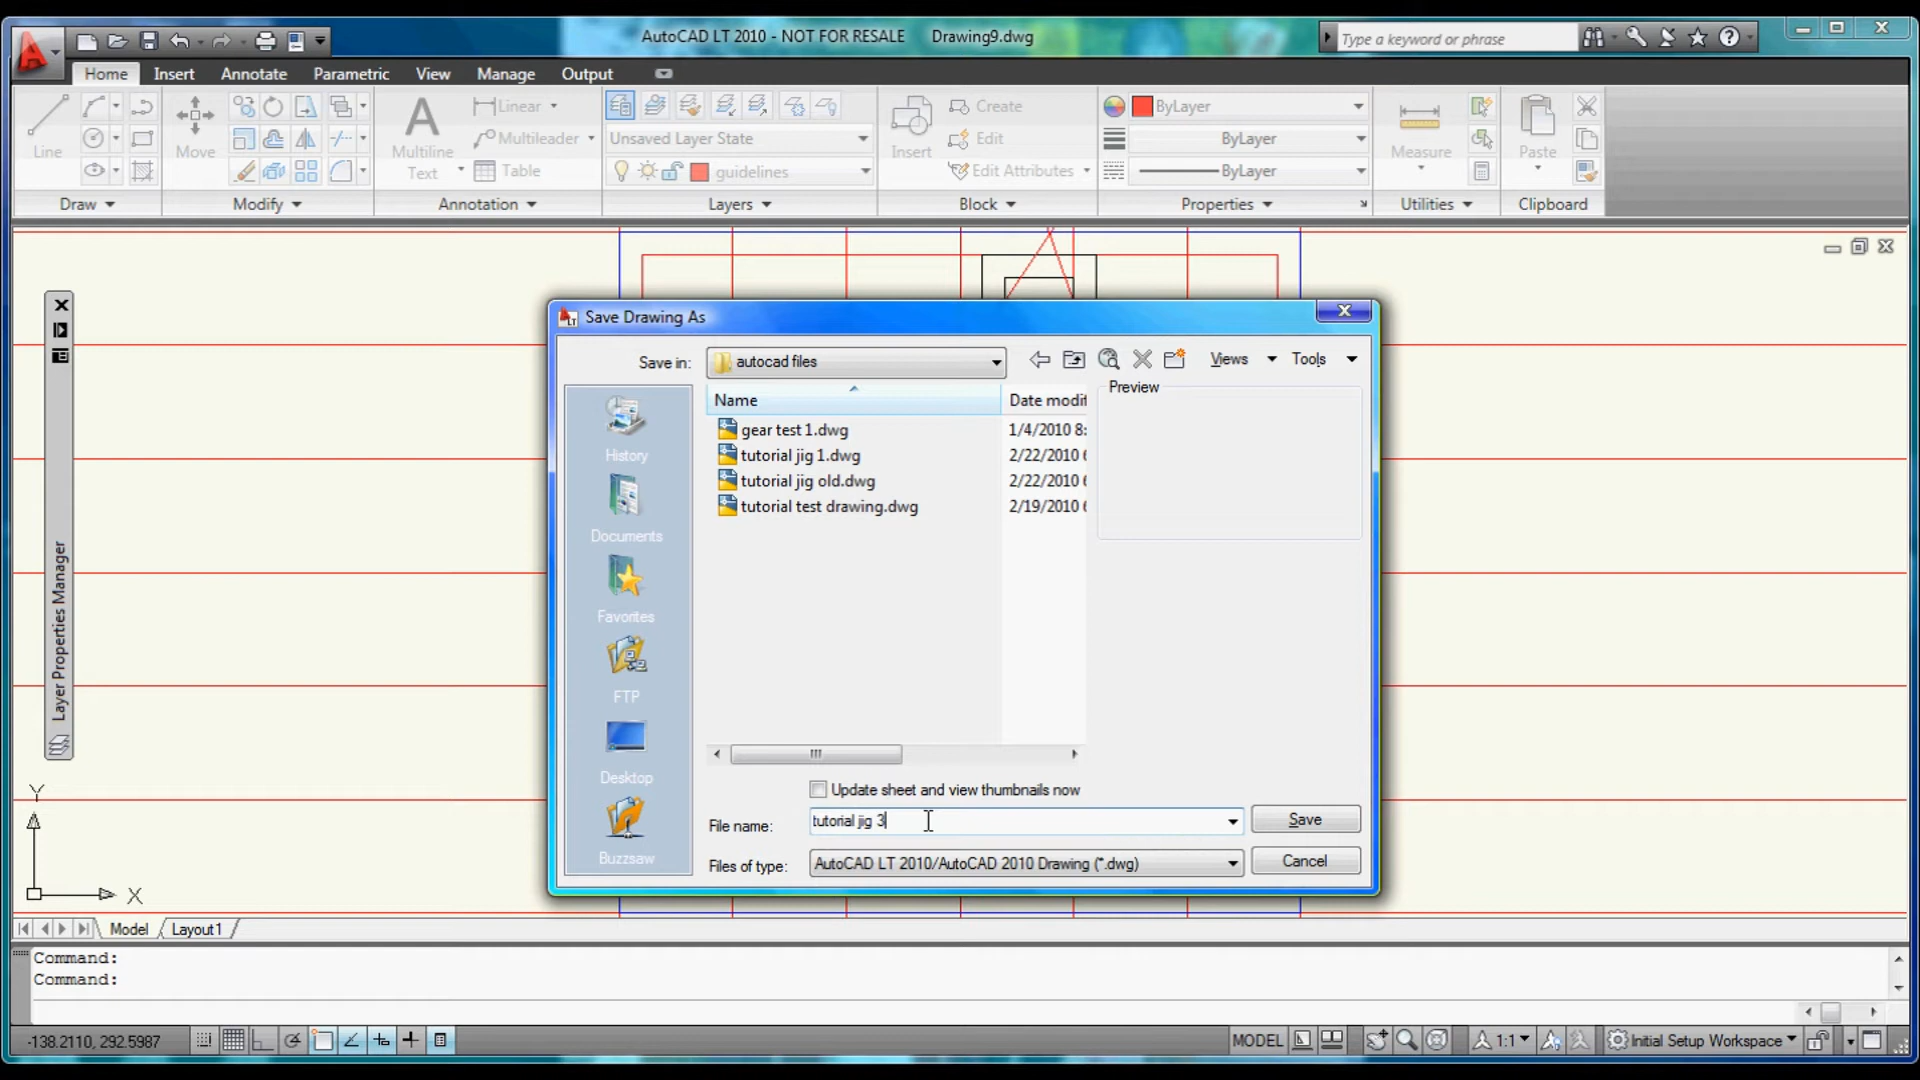 AutoCAD LT 2010 - NOT FOR RESALE Drawing9.dwg
Type a keyword or phrase
Home Insert Annotate Parametric View Manage Output
Line
Move
A
Multiline
Text
Linear
Multileader
Table
Unsaved Layer State
guidelines
Insert
Create
Edit
Edit Attributes
ByLayer
ByLayer
ByLayer
Measure
Paste
Draw Modify Annotation Layers Block Properties Utilities Clipboard
Layer Properties Manager
LT Save Drawing As
Save in: autocad files
Views Tools
Name Date modif
Preview
gear test 1.dwg 1/4/2010 8:
tutorial jig 1.dwg 2/22/2010 6
tutorial jig old.dwg 2/22/2010 6
tutorial test drawing.dwg 2/19/2010 6
History
Documents
Favorites
FTP
Desktop
Buzzsaw
Update sheet and view thumbnails now
File name: tutorial jig 3 Save
Files of type: AutoCAD LT 2010/AutoCAD 2010 Drawing (*.dwg) Cancel
Y
X
Model Layout1
Command:
Command:
-138.2110, 292.5987
MODEL
1:1
Initial Setup Workspace